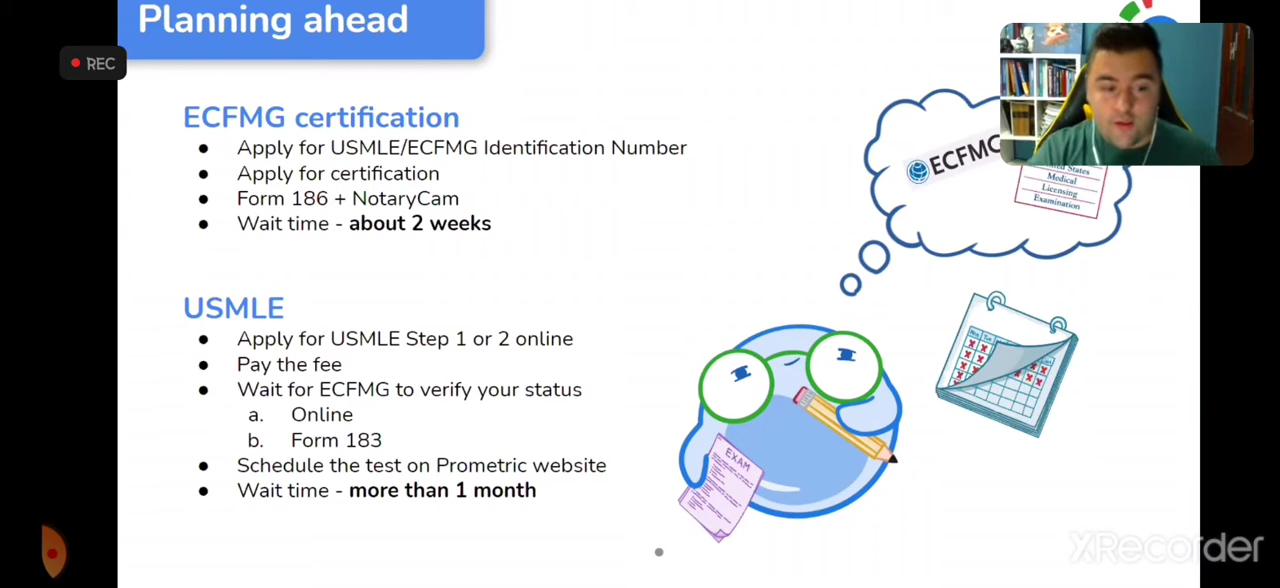 Planning ahead
REC
ECFMG certification
● Apply for USMLE/ECFMG Identification Number
● Apply for certification
● Form 186 + NotaryCam
● Wait time - about 2 weeks
ECFMG
States
Medical
Licensing
Examination
USMLE
● Apply for USMLE Step 1 or 2 online
● Pay the fee
● Wait for ECFMG to verify your status
a. Online
b. Form 183
● Schedule the test on Prometric website
● Wait time - more than 1 month
EXAM
XRecorder